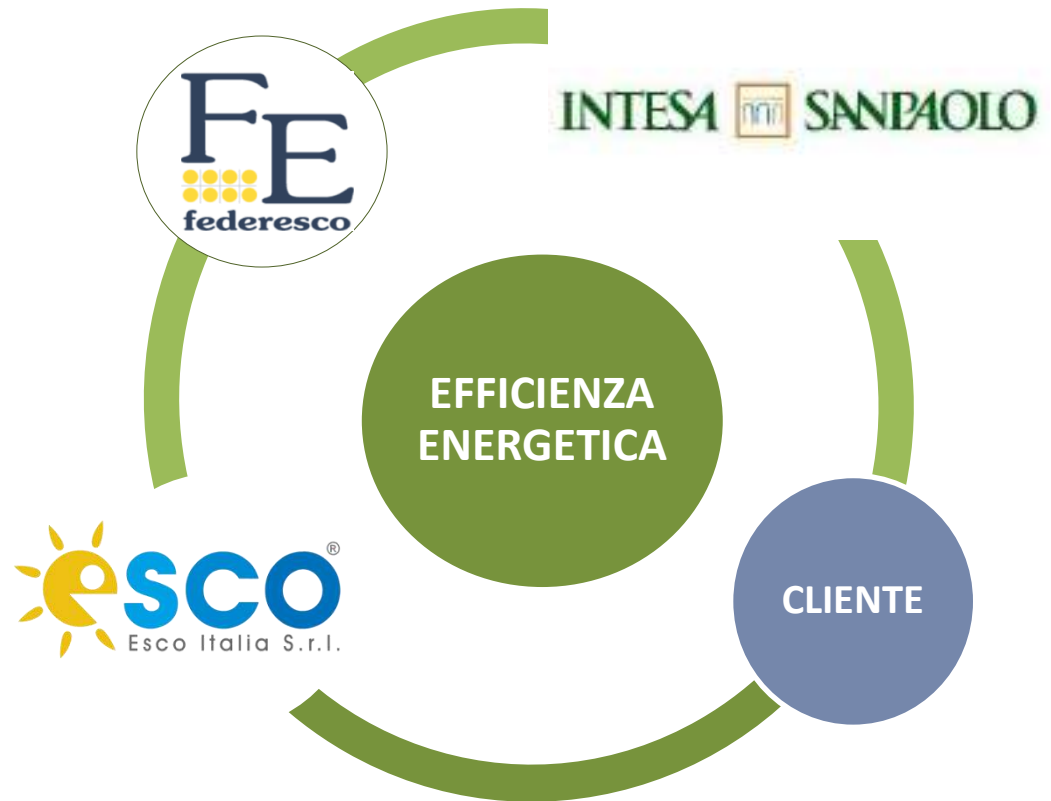 FE
federesco
INTESA SANPAOLO
EFFICIENZA
ENERGETICA
esco®
Esco Italia S.r.l.
CLIENTE